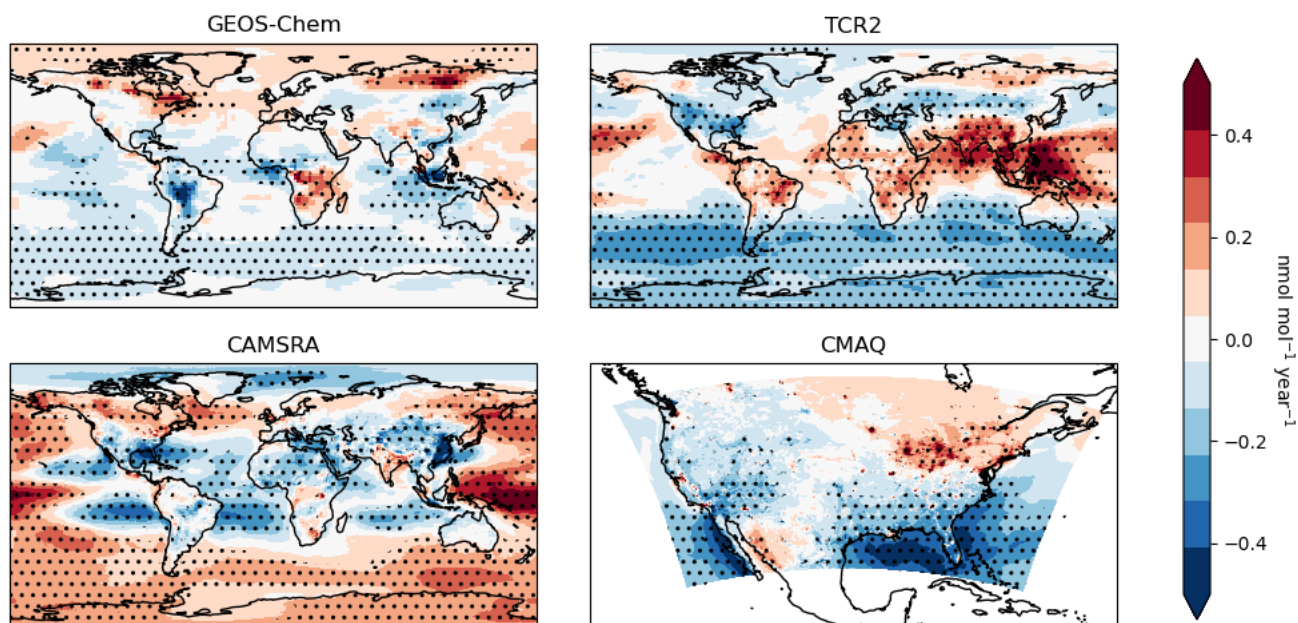 GEOS-Chem
TCR2
CAMSRA
CMAQ
0.4
0.2
0.0
−0.2
−0.4
nmol mol⁻¹ year⁻¹